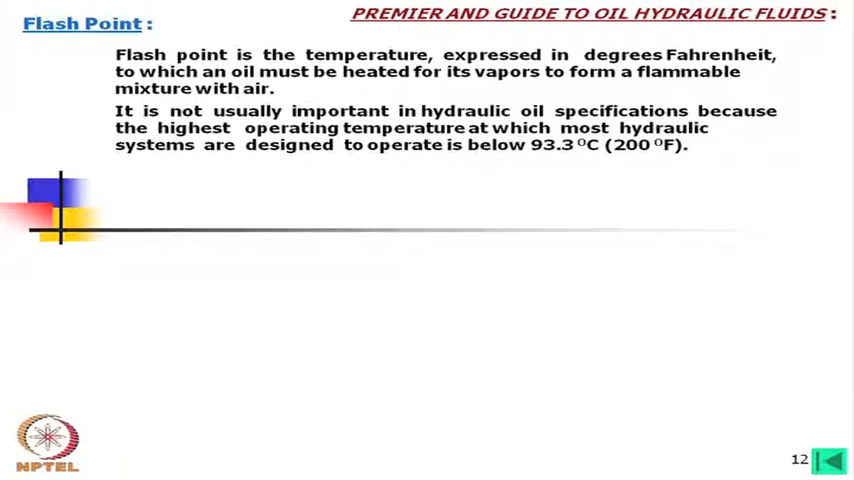 PREMIER AND GUIDE TO OIL HYDRAULIC FLUIDS :
Flash Point :
Flash point is the temperature, expressed in degrees Fahrenheit,
to which an oil must be heated for its vapors to form a flammable
mixture with air.
It is not usually important in hydraulic oil specifications because
the highest operating temperature at which most hydraulic
systems are designed to operate is below 93.3 ᴼC (200 ᴼF).
NPTEL
12